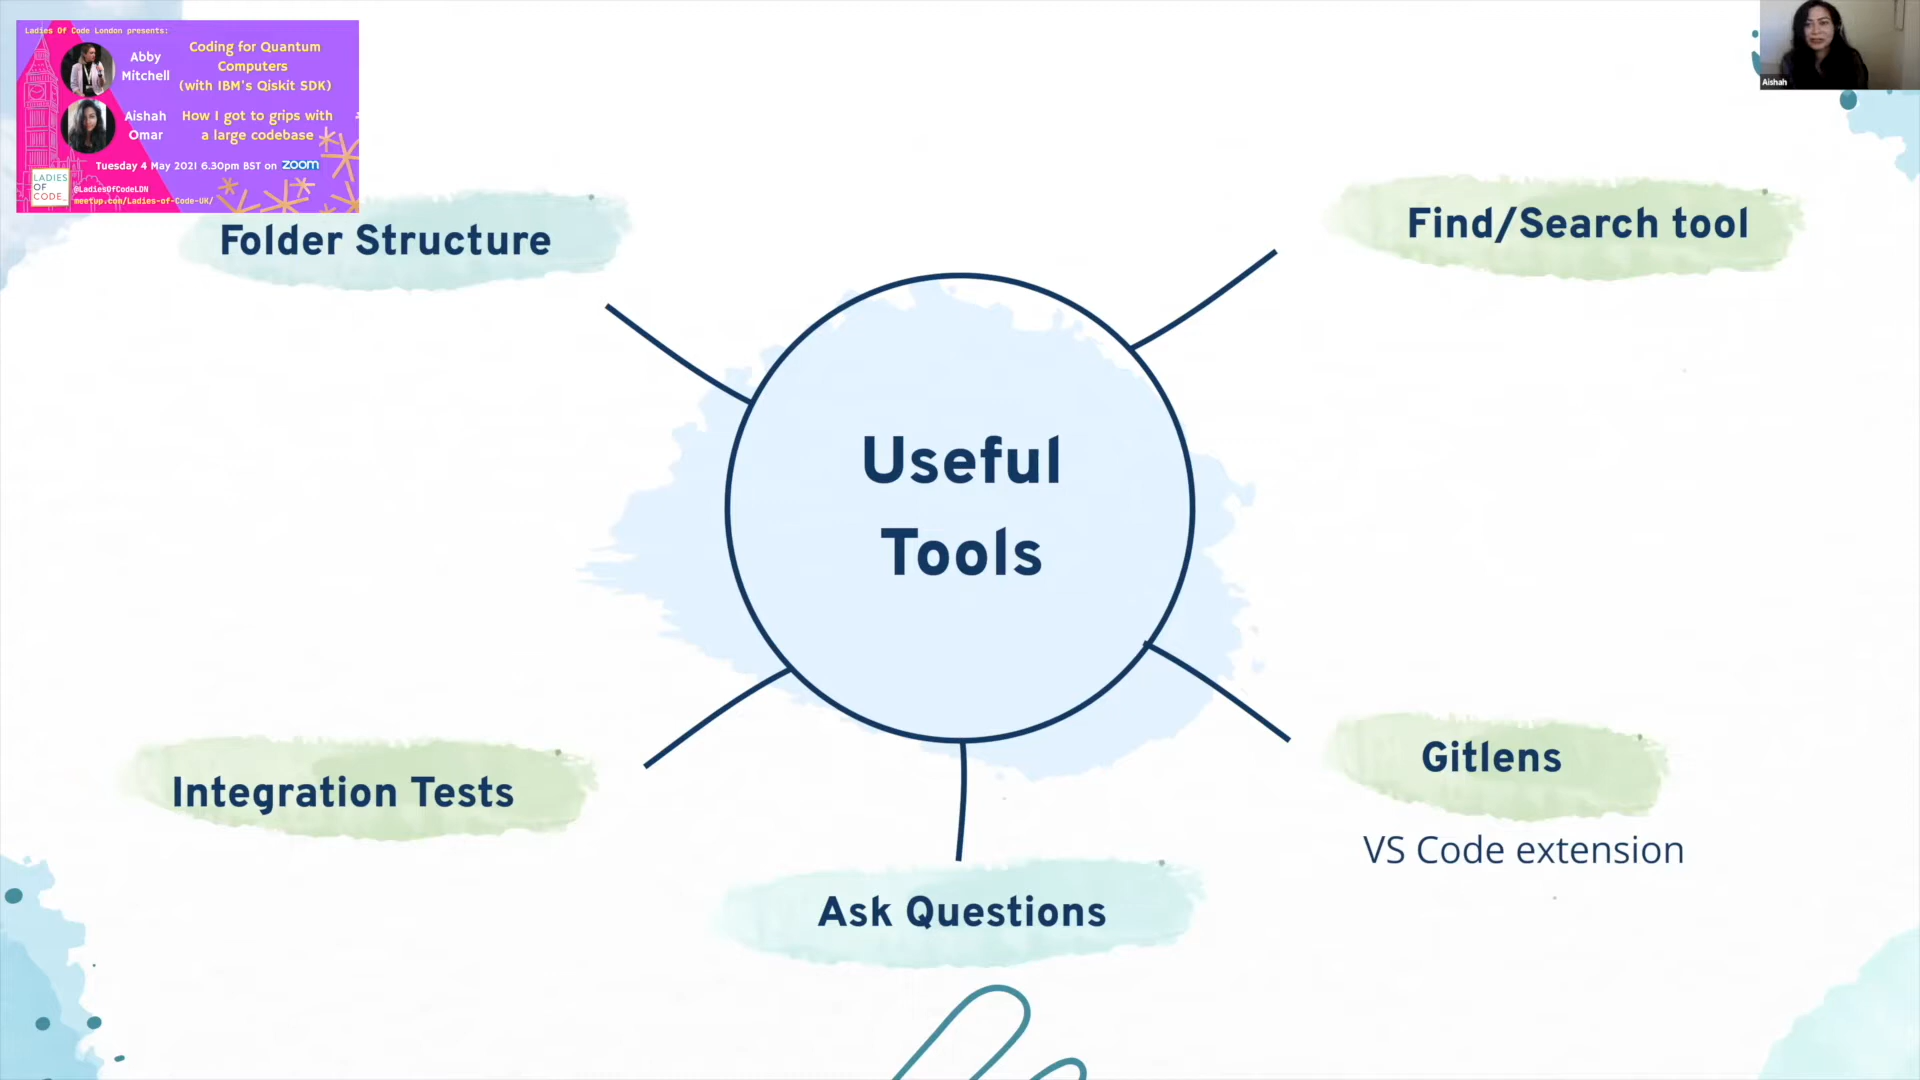 Ladies Of Code London presents:
Abby
Mitchell
Coding for Quantum
Computers
(with IBM's Qiskit SDK)
Aishah
Omar
How I got to grips with
a large codebase
Tuesday 4 May 2021 6.30pm BST on zoom
LADIES
OF
CODE_
@LadiesOfCodeLDN
meetup.com/Ladies-of-Code-UK/
Aishah
Folder Structure
Find/Search tool
Useful
Tools
Integration Tests
Gitlens
VS Code extension
Ask Questions